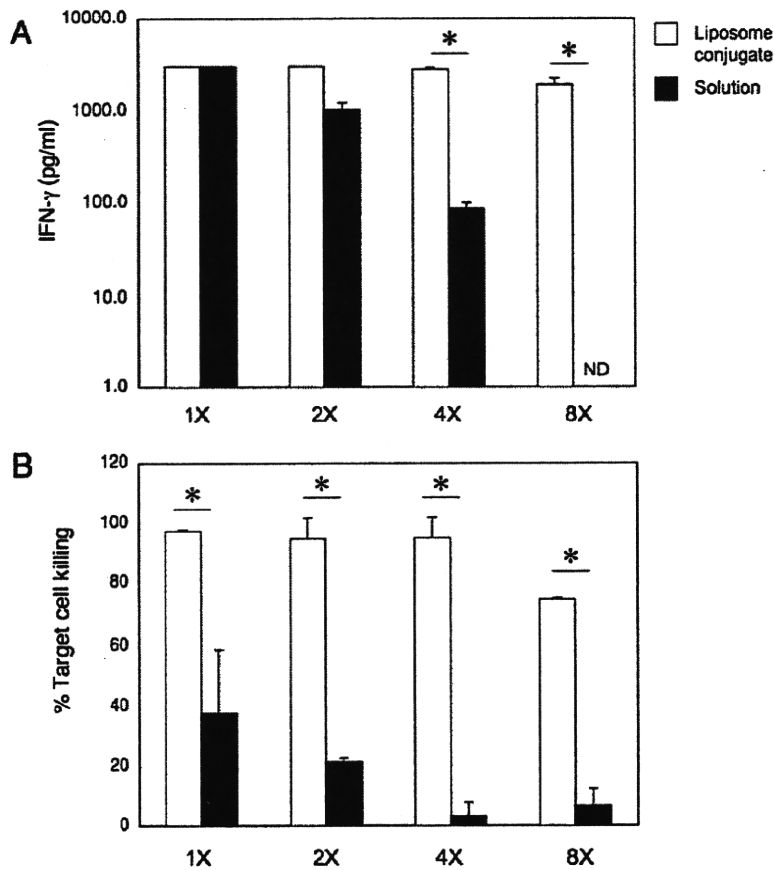 A
10000.0
1000.0
100.0
10.0
1.0
IFN-γ (pg/ml)
*
*
ND
1X
2X
4X
8X
Liposome
conjugate
Solution
B
120
100
80
60
40
20
0
% Target cell killing
*
*
*
*
1X
2X
4X
8X